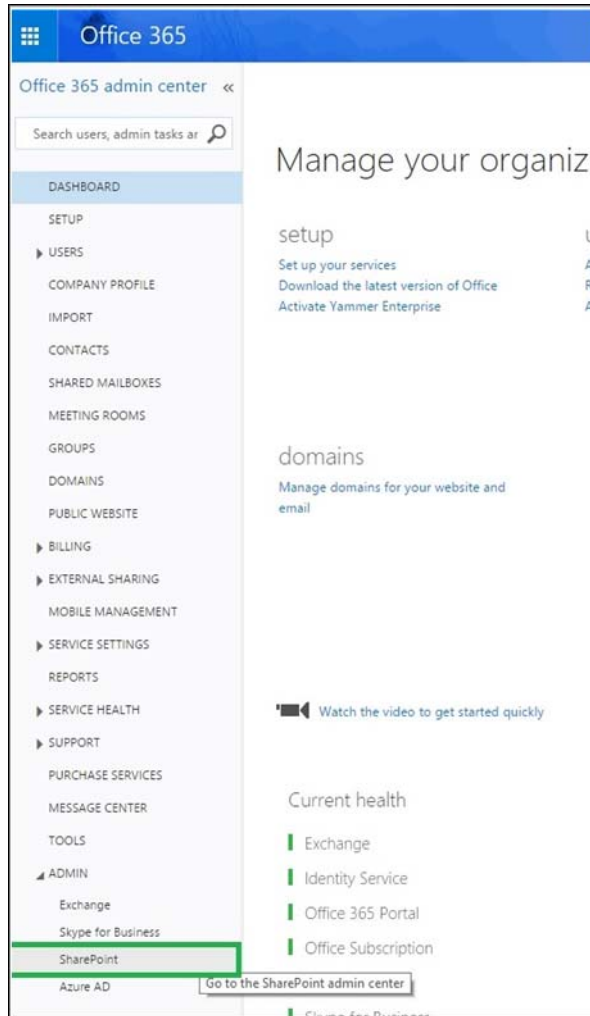 Office 365
Office 365 admin center «
Search users, admin tasks ar
DASHBOARD
SETUP
USERS
COMPANY PROFILE
IMPORT
CONTACTS
SHARED MAILBOXES
MEETING ROOMS
GROUPS
DOMAINS
PUBLIC WEBSITE
BILLING
EXTERNAL SHARING
MOBILE MANAGEMENT
SERVICE SETTINGS
REPORTS
SERVICE HEALTH
SUPPORT
PURCHASE SERVICES
MESSAGE CENTER
TOOLS
ADMIN
Exchange
Skype for Business
SharePoint
Azure AD
Go to the SharePoint admin center
Manage your organiz
setup
Set up your services
Download the latest version of Office
Activate Yammer Enterprise
domains
Manage domains for your website and
email
Watch the video to get started quickly
Current health
Exchange
Identity Service
Office 365 Portal
Office Subscription
Skype for Business